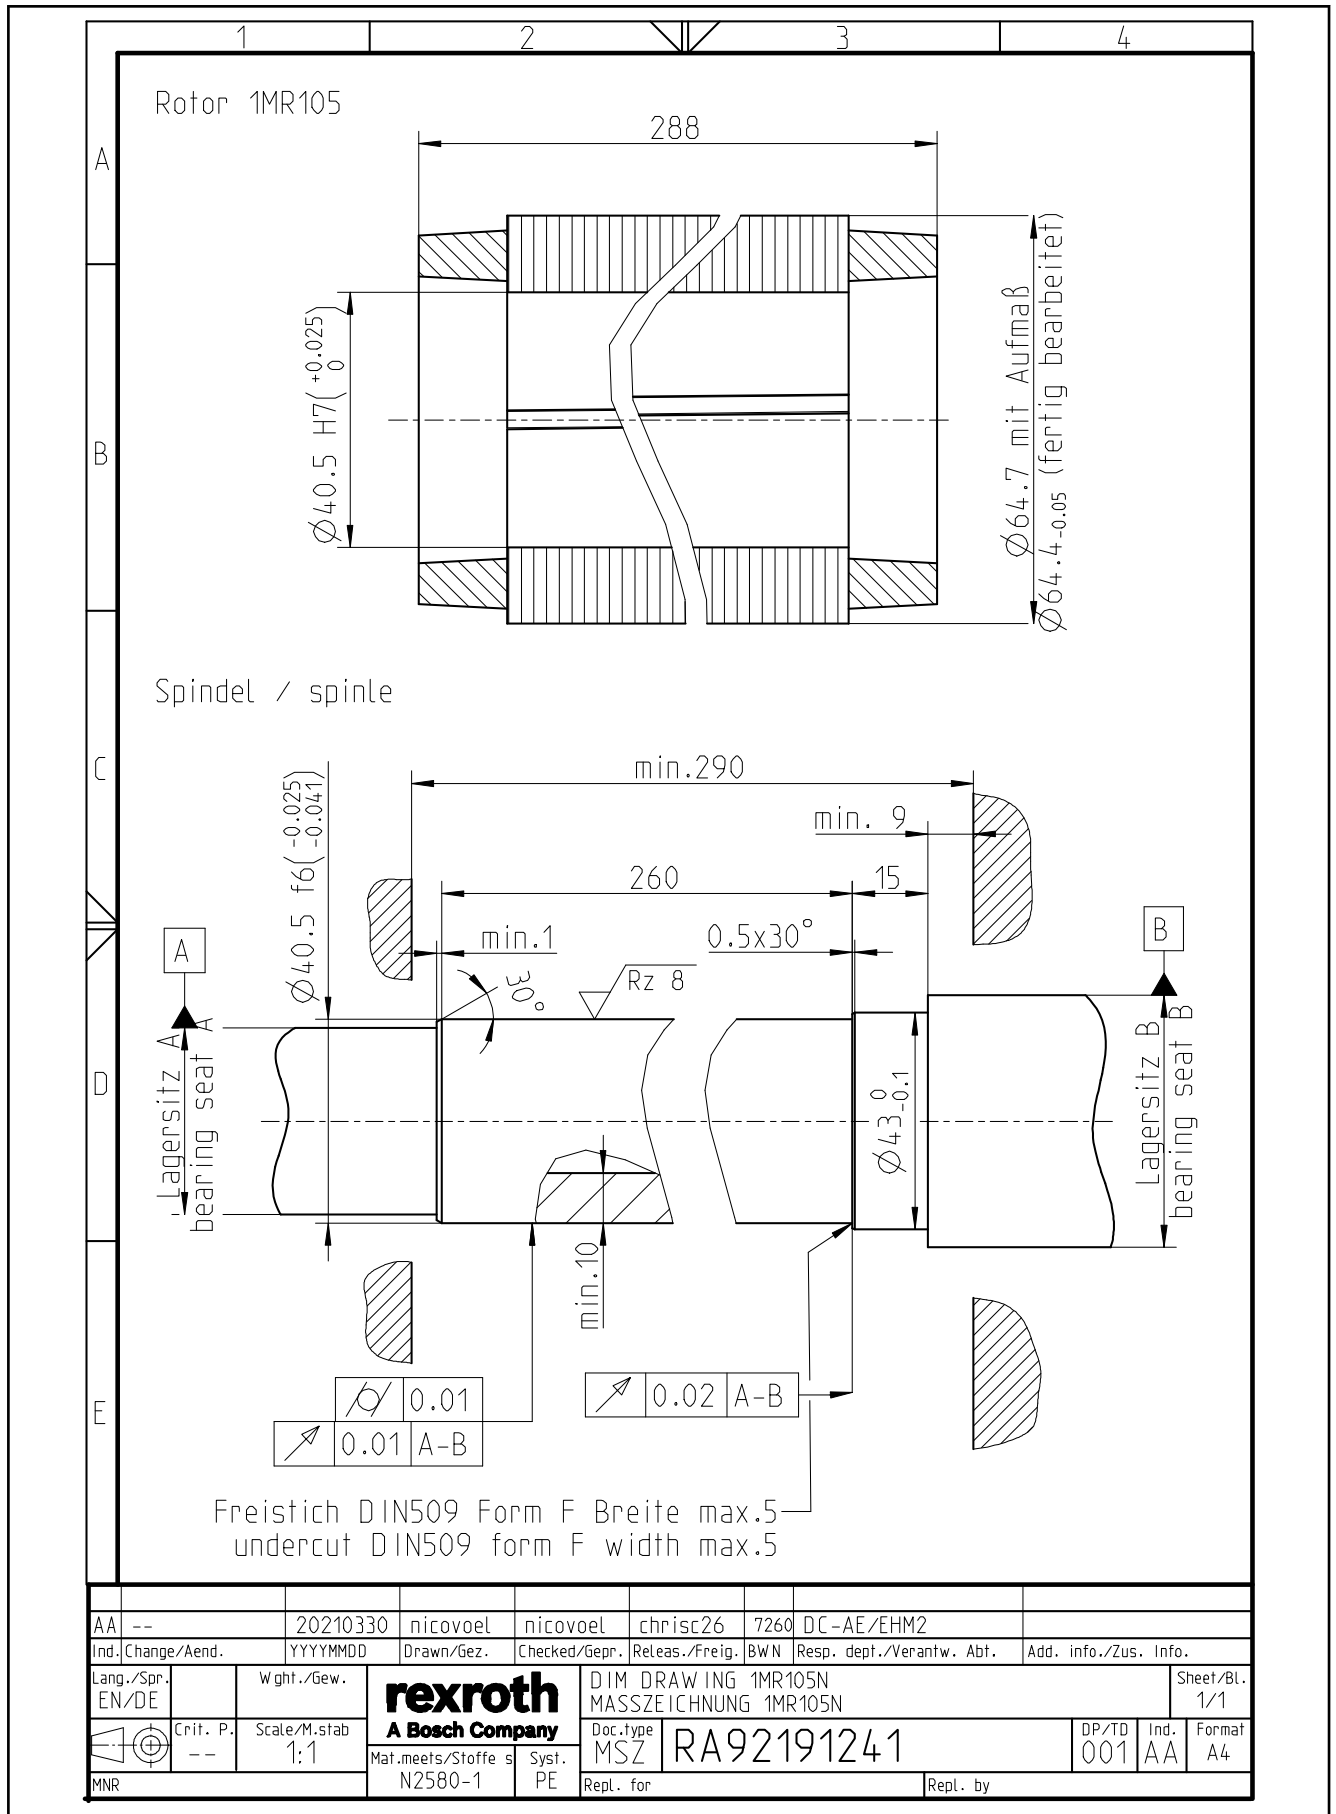 1 2 3 4
A
B
C
D
E
Rotor 1MR105
288
Ø40.5 H7( +0.025 0 )
Ø64.7 mit Aufmaß
Ø64.4 -0.05 (fertig bearbeitet)
Spindel / spinle
min.290
min. 9
Ø40.5 f6( -0.025 -0.041 )
260
15
min.1
0.5x30°
A
B
30°
Rz 8
Lagersitz A
bearing seat A
Ø43 0 -0.1
Lagersitz B
bearing seat B
min.10
0.01
0.01 A-B
0.02 A-B
Freistich DIN509 Form F Breite max.5
undercut DIN509 form F width max.5
AA -- 20210330 nicovoel nicovoel chrisc26 7260 DC-AE/EHM2
Ind. Change/Aend. YYYYMMDD Drawn/Gez. Checked/Gepr. Releas./Freig. BWN Resp. dept./Verantw. Abt. Add. info./Zus. Info.
Lang./Spr. EN/DE
Wght./Gew.
rexroth
A Bosch Company
DIM DRAWING 1MR105N
MASSZEICHNUNG 1MR105N
Sheet/Bl. 1/1
Crit. P. --
Scale/M.stab 1:1
Mat.meets/Stoffe s N2580-1
Syst. PE
Doc.type MSZ
RA92191241
DP/TD 001
Ind. AA
Format A4
MNR
Repl. for
Repl. by